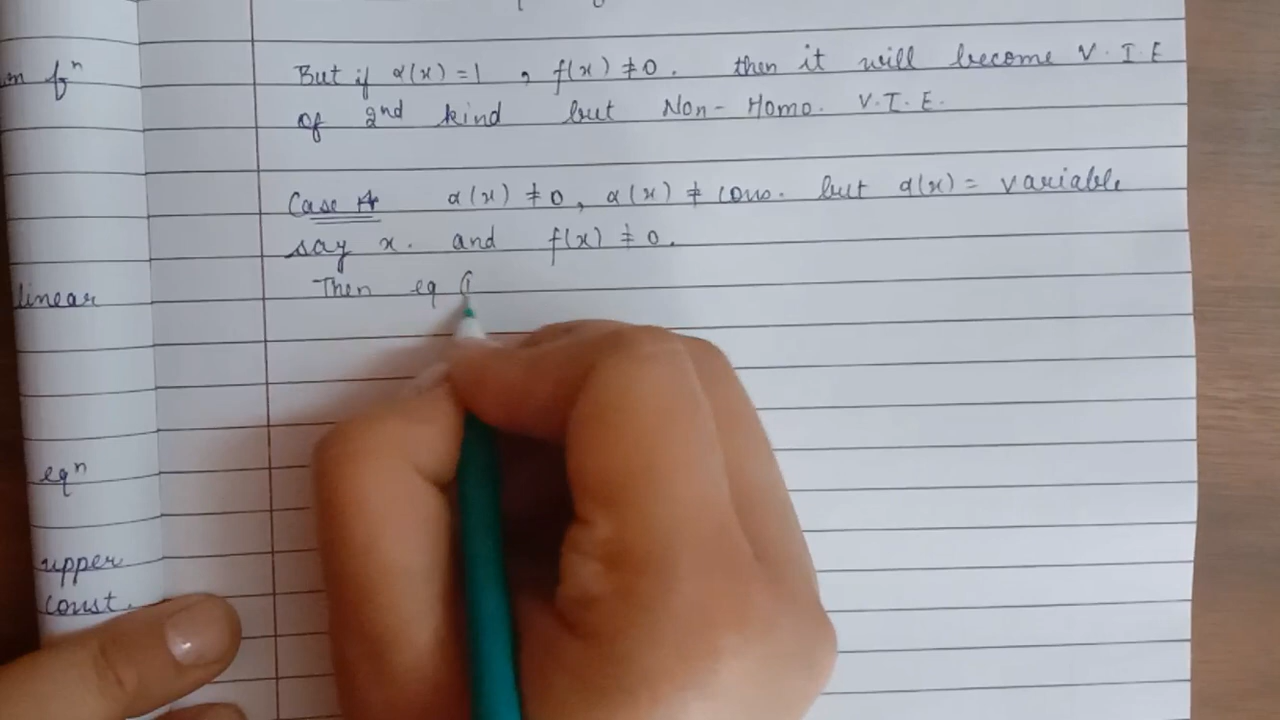 fⁿ
linear
eqⁿ
upper
const.
But if α(x) = 1 , f(x) ≠ 0. then it will become V.I.E
of 2nd kind but Non-Homo. V.I.E.
Case 4 α(x) ≠ 0, α(x) ≠ cons. but α(x) = variable
say x. and f(x) ≠ 0.
Then eq (